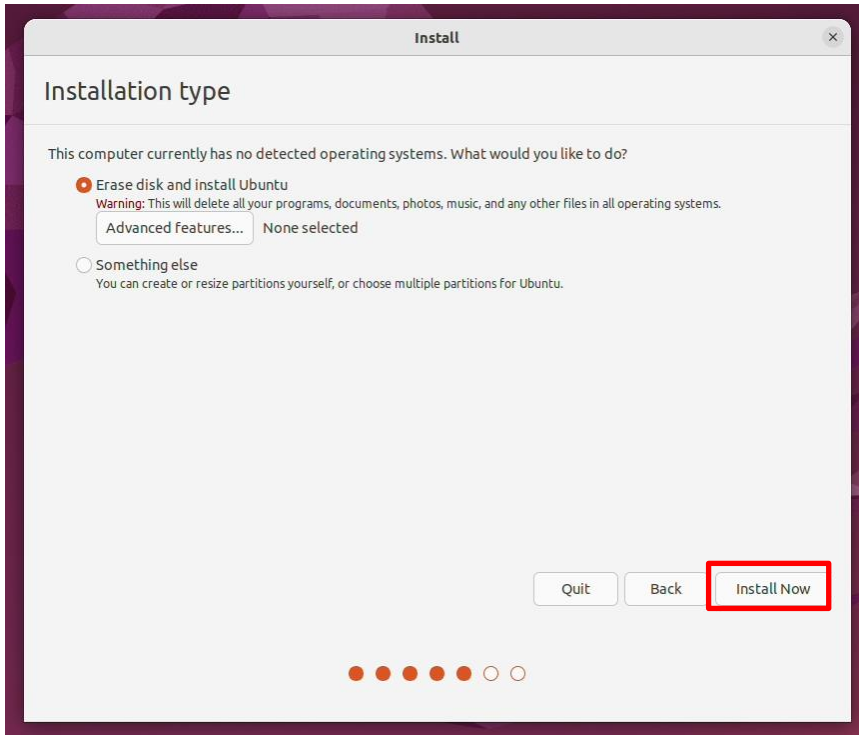 Install
Installation type
This computer currently has no detected operating systems. What would you like to do?
Erase disk and install Ubuntu
Warning: This will delete all your programs, documents, photos, music, and any other files in all operating systems.
Advanced features... None selected
Something else
You can create or resize partitions yourself, or choose multiple partitions for Ubuntu.
Quit Back Install Now